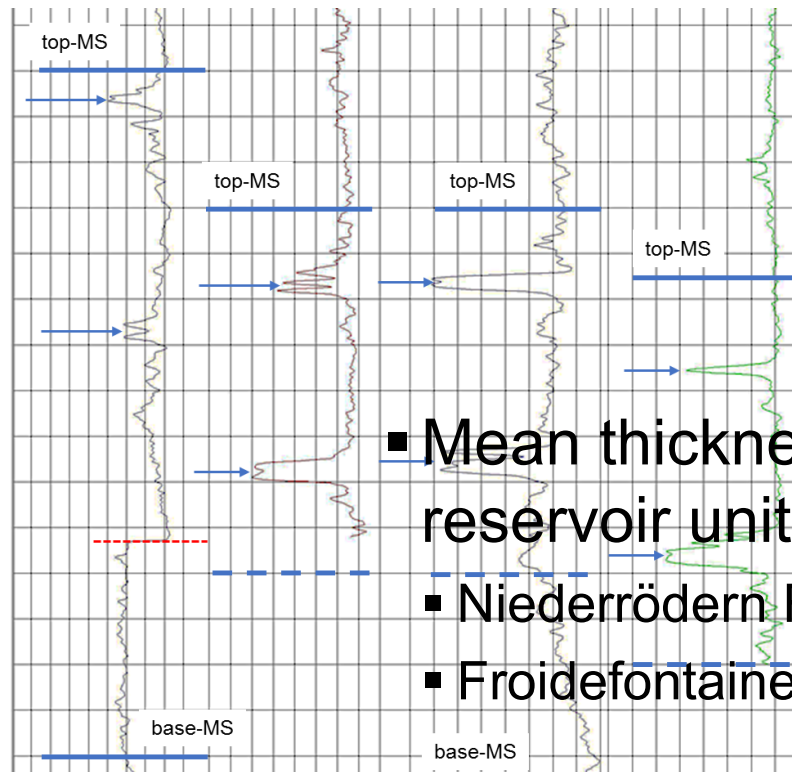 top-MS
top-MS
top-MS
top-MS
▪ Mean thickne
reservoir unit
▪ Niederrödern
▪ Froidefontaine
base-MS
base-MS